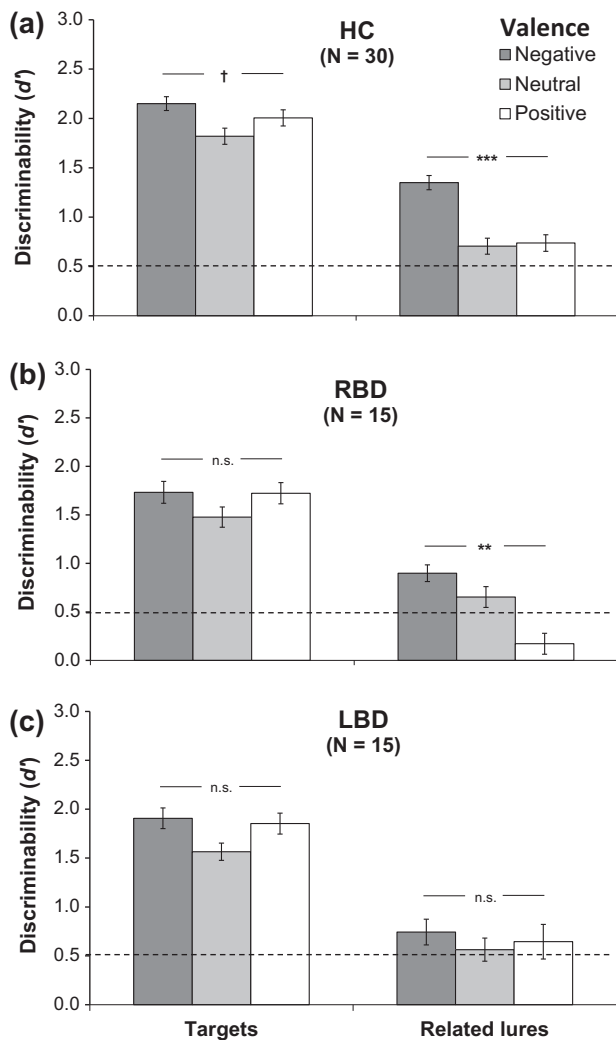 (a)
HC
(N = 30)
Valence
Negative
Neutral
Positive
Discriminability (d')
3.0
2.5
2.0
1.5
1.0
0.5
0.0
†
***
(b)
RBD
(N = 15)
Discriminability (d')
3.0
2.5
2.0
1.5
1.0
0.5
0.0
n.s.
**
(c)
LBD
(N = 15)
Discriminability (d')
3.0
2.5
2.0
1.5
1.0
0.5
0.0
n.s.
n.s.
Targets
Related lures